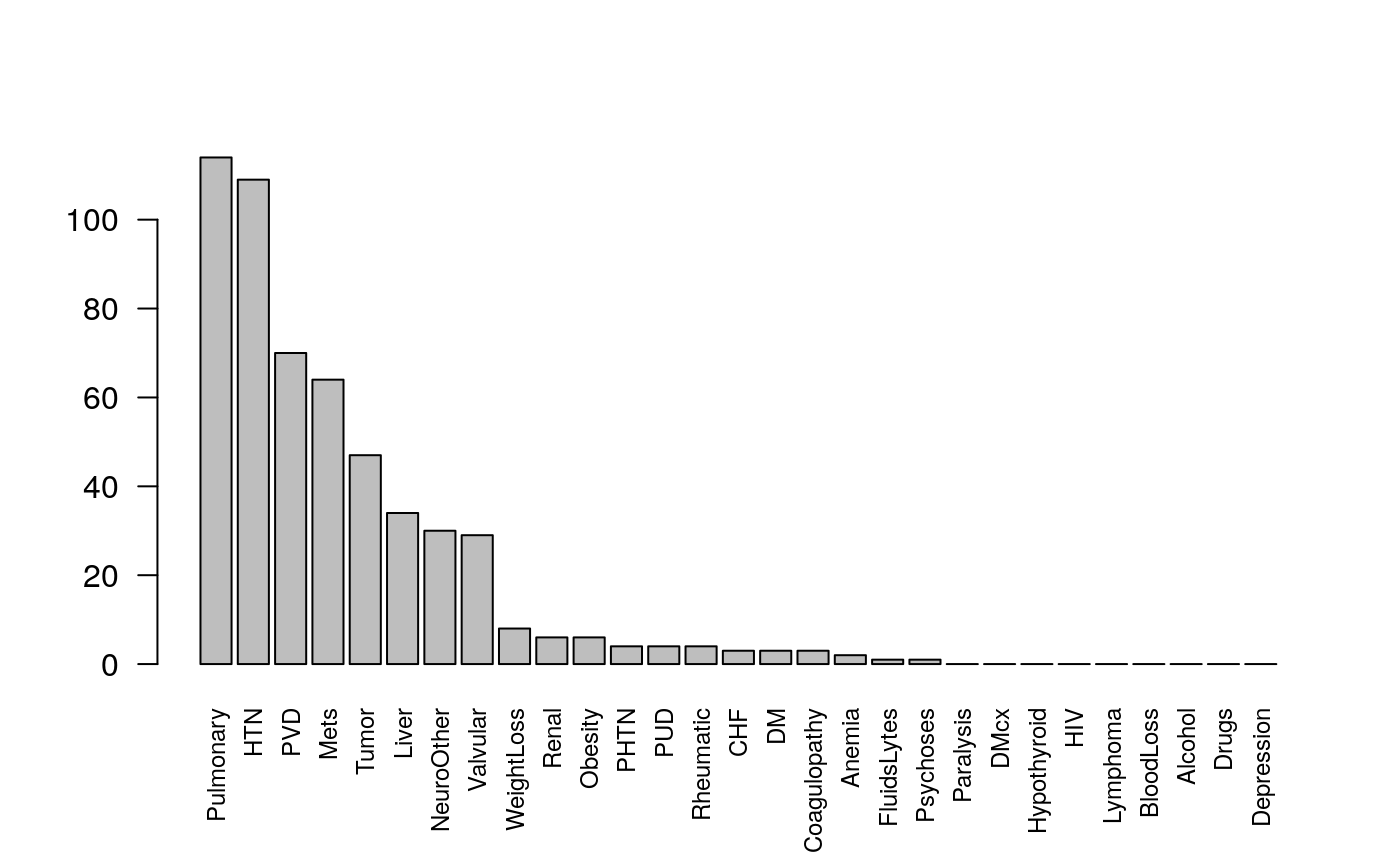 100
80
60
40
20
0
Pulmonary
HTN
PVD
Mets
Tumor
Liver
NeuroOther
Valvular
WeightLoss
Renal
Obesity
PHTN
PUD
Rheumatic
CHF
DM
Coagulopathy
Anemia
FluidsLytes
Psychoses
Paralysis
DMcx
Hypothyroid
HIV
Lymphoma
BloodLoss
Alcohol
Drugs
Depression